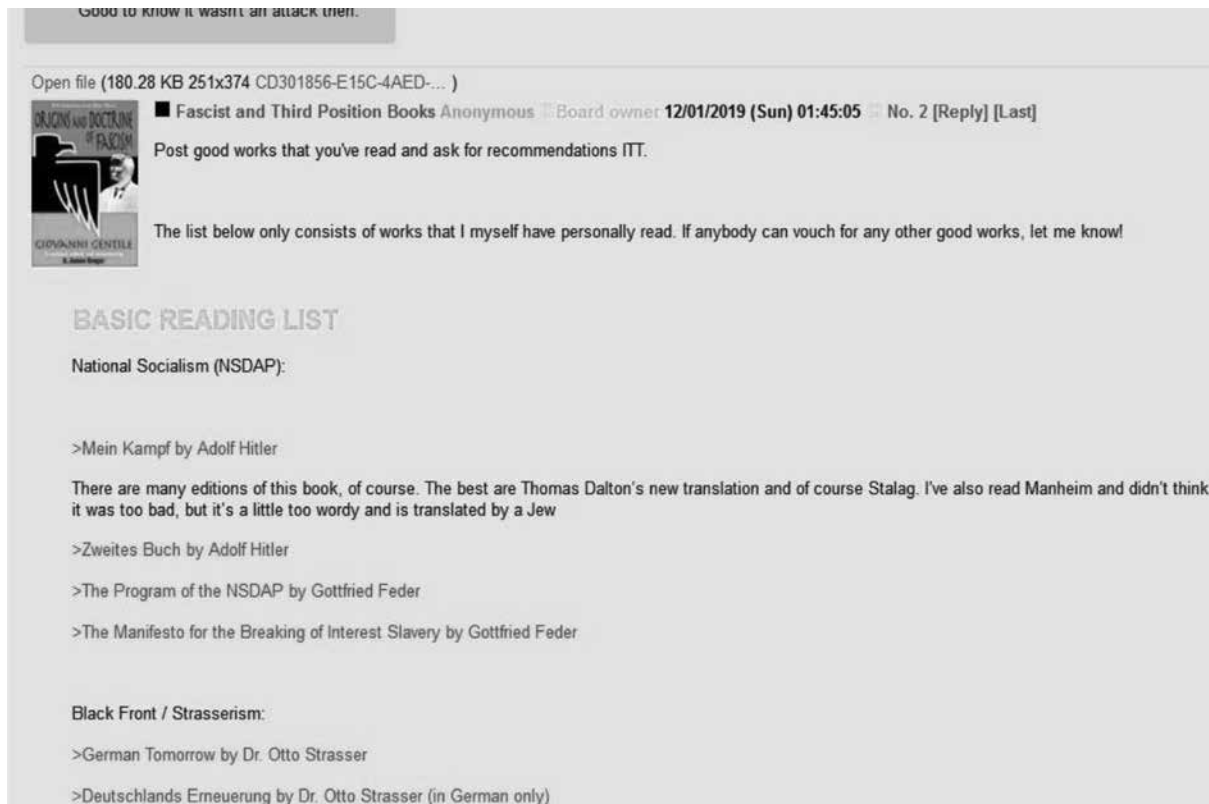 Good to know it wasn't an attack then.
Open file (180.28 KB 251x374 CD301856-E15C-4AED-... )
ORIGINS AND DOCTRINE
OF FASCISM
GIOVANNI GENTILE
Fascist and Third Position Books Anonymous Board owner 12/01/2019 (Sun) 01:45:05 No. 2 [Reply] [Last]
Post good works that you've read and ask for recommendations ITT.
The list below only consists of works that I myself have personally read. If anybody can vouch for any other good works, let me know!
BASIC READING LIST
National Socialism (NSDAP):
>Mein Kampf by Adolf Hitler
There are many editions of this book, of course. The best are Thomas Dalton's new translation and of course Stalag. I've also read Manheim and didn't think
it was too bad, but it's a little too wordy and is translated by a Jew
>Zweites Buch by Adolf Hitler
>The Program of the NSDAP by Gottfried Feder
>The Manifesto for the Breaking of Interest Slavery by Gottfried Feder
Black Front / Strasserism:
>German Tomorrow by Dr. Otto Strasser
>Deutschlands Erneuerung by Dr. Otto Strasser (in German only)